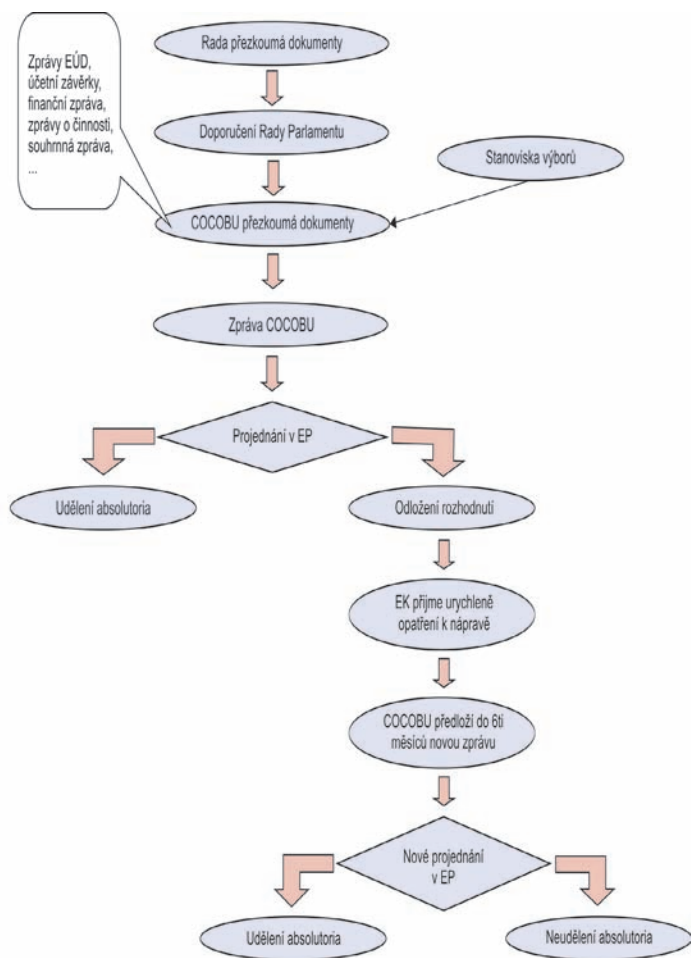 Rada přezkoumá dokumenty
Zprávy EÚD,
účetní závěrky,
finanční zpráva,
zprávy o činnosti,
souhrnná zpráva,
...
Doporučení Rady Parlamentu
Stanovíska výborů
COCOBU přezkoumá dokumenty
Zpráva COCOBU
Projednání v EP
Udělení absolutoria
Odložení rozhodnutí
EK přijme urychleně
opatření k nápravě
COCOBU předloží do 6ti
měsíců novou zprávu
Nové projednání
v EP
Udělení absolutoria
Neudělení absolutoria